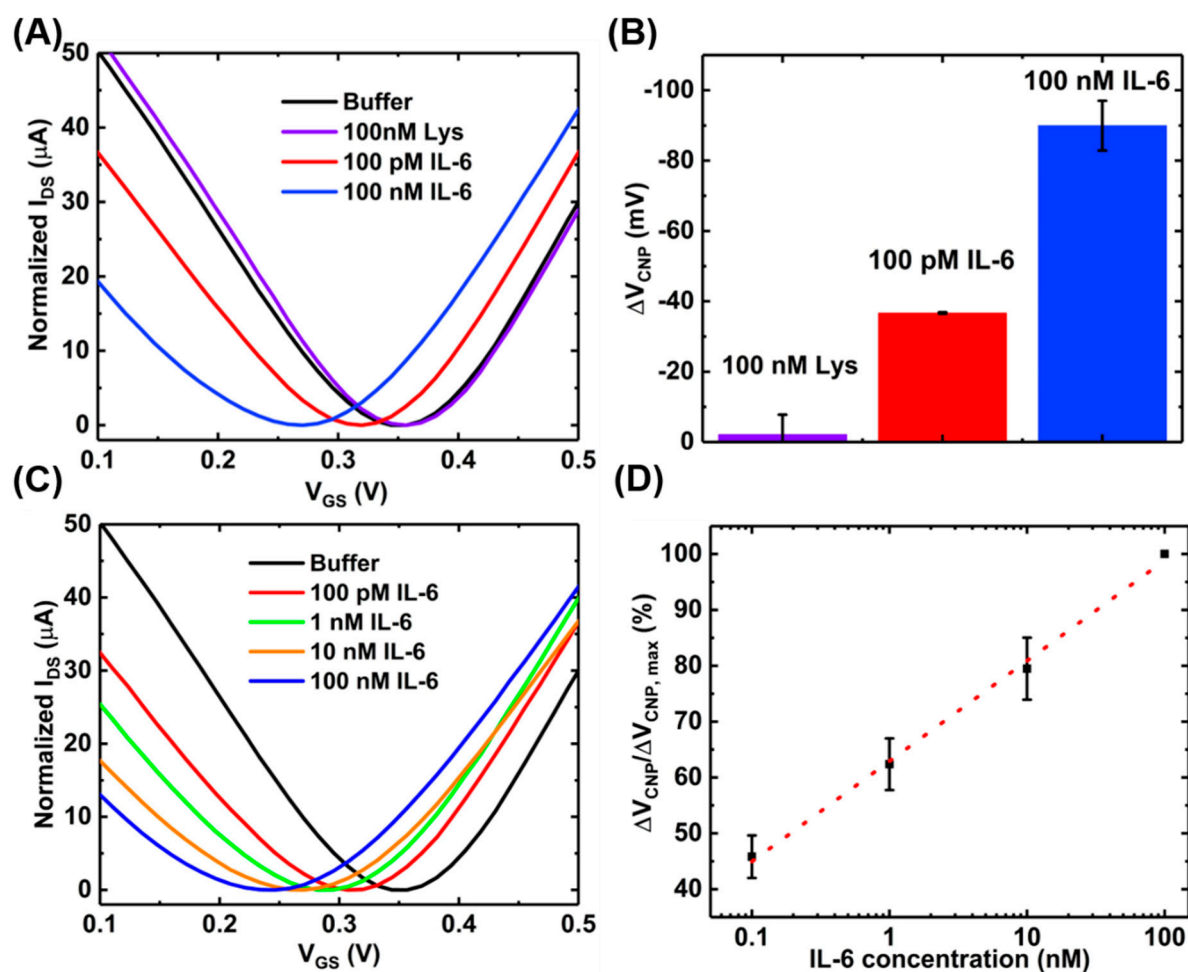 (A)
50
40
30
20
10
0
Normalized I_DS (μA)
Buffer
100nM Lys
100 pM IL-6
100 nM IL-6
0.1 0.2 0.3 0.4 0.5
V_GS (V)
(B)
-100
-80
-60
-40
-20
0
ΔV_CNP (mV)
100 nM Lys
100 pM IL-6
100 nM IL-6
(C)
50
40
30
20
10
0
Normalized I_DS (μA)
Buffer
100 pM IL-6
1 nM IL-6
10 nM IL-6
100 nM IL-6
0.1 0.2 0.3 0.4 0.5
V_GS (V)
(D)
100
90
80
70
60
50
40
ΔV_CNP/ΔV_CNP, max (%)
0.1 1 10 100
IL-6 concentration (nM)